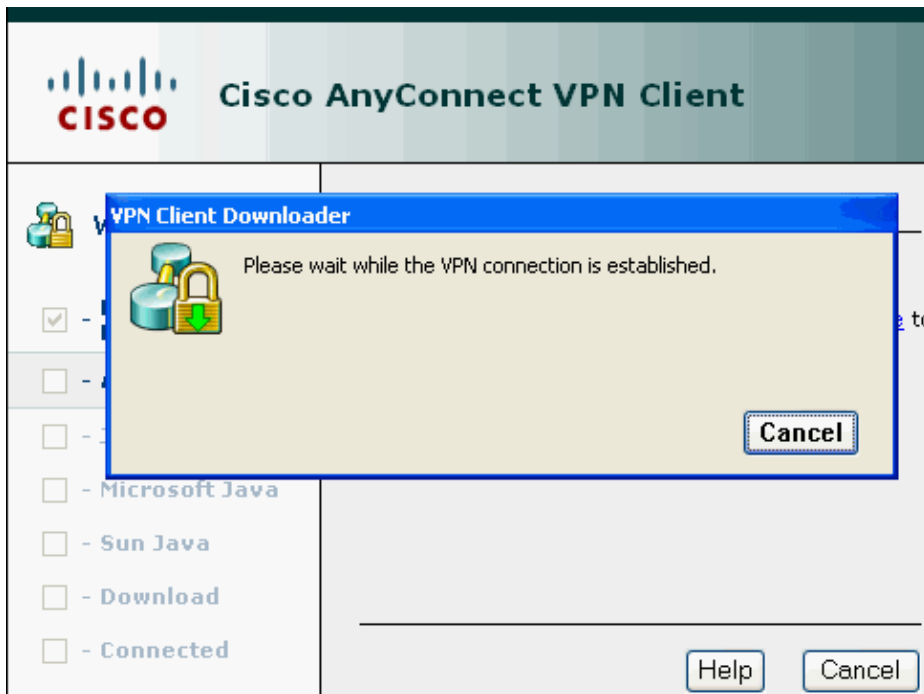 CISCO
Cisco AnyConnect VPN Client
VPN Client Downloader
Please wait while the VPN connection is established.
Cancel
- Microsoft Java
- Sun Java
- Download
- Connected
Help
Cancel